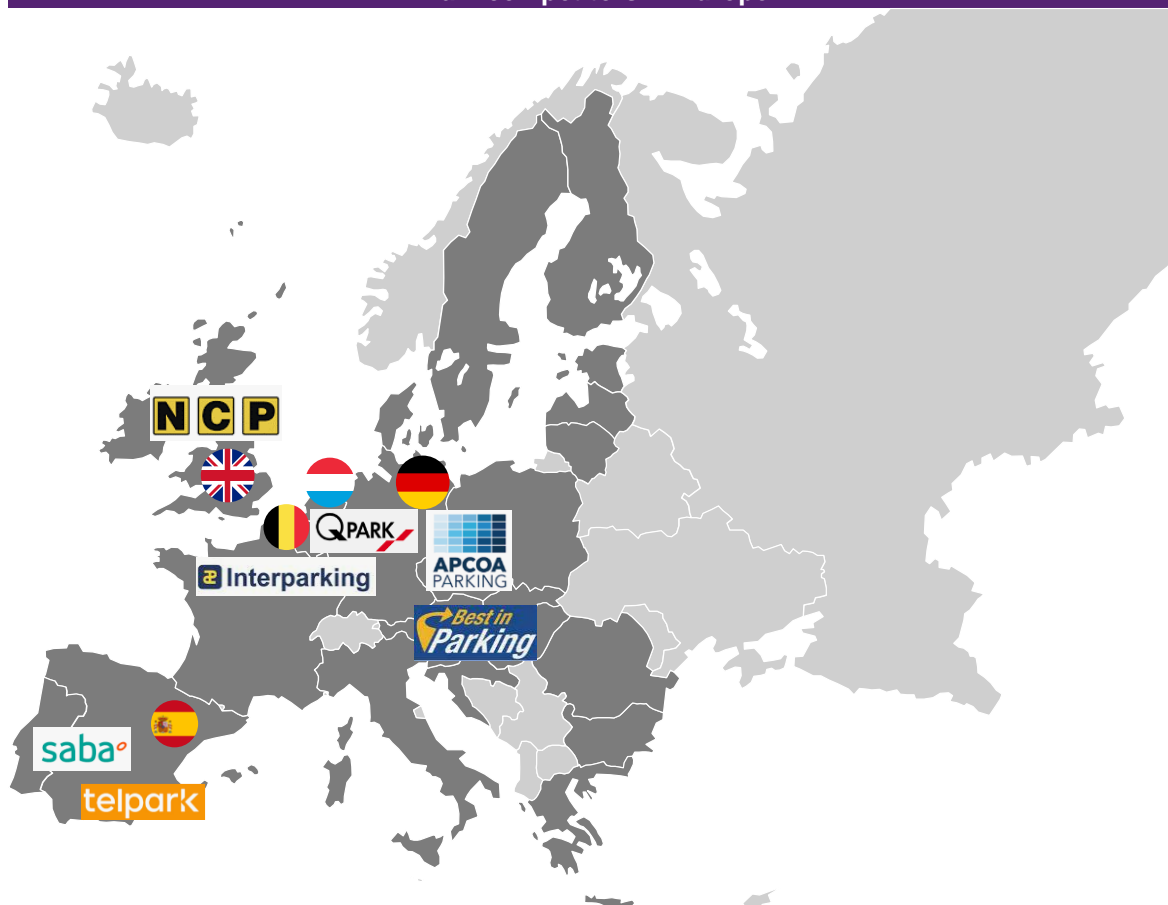 NCP
QPARK
APCOA
PARKING
Interparking
Best in
Parking
saba
telpark